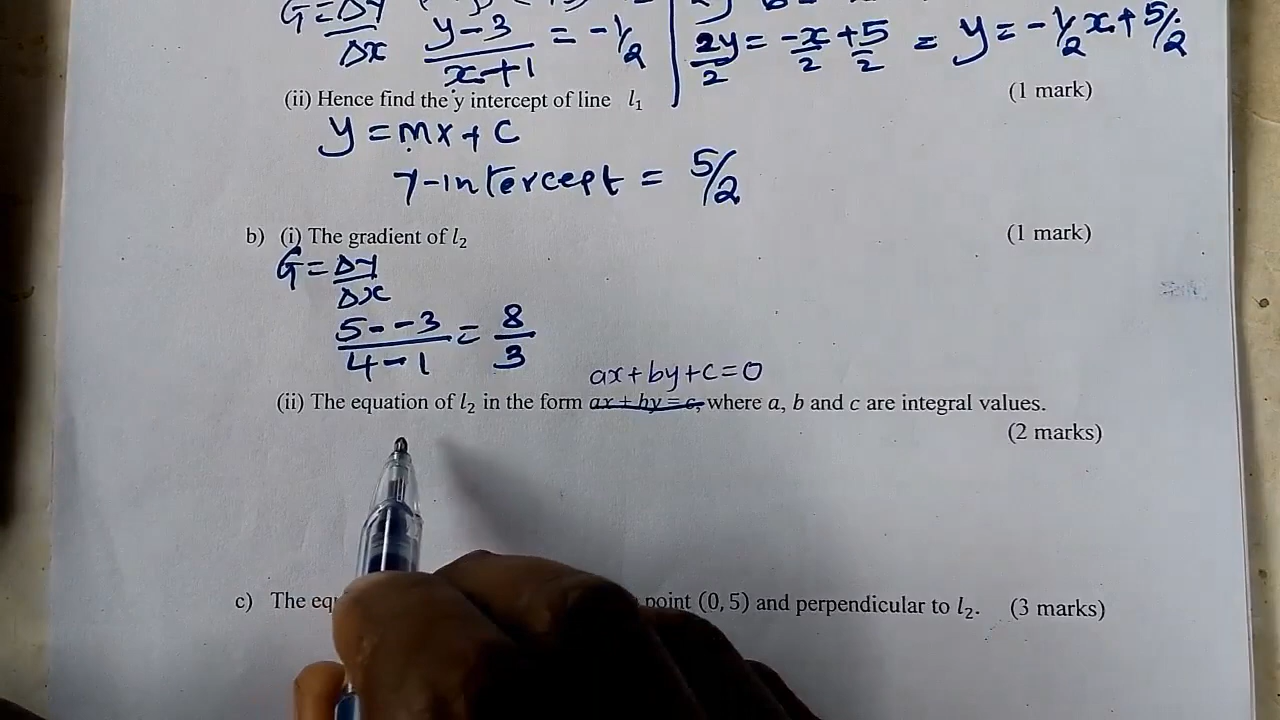 G = Δy/Δx  (y-3)/(x+1) = -1/2 | 2y/2 = -x/2 + 5/2 = y = -1/2x + 5/2
(ii) Hence find the y intercept of line l₁ (1 mark)
y = mx + c
y-intercept = 5/2
b) (i) The gradient of l₂ (1 mark)
G = Δy/Δx
(5--3)/(4-1) = 8/3
ax+by+c=0
(ii) The equation of l₂ in the form ax + by = c, where a, b and c are integral values.
(2 marks)
c) The point (0, 5) and perpendicular to l₂. (3 marks)